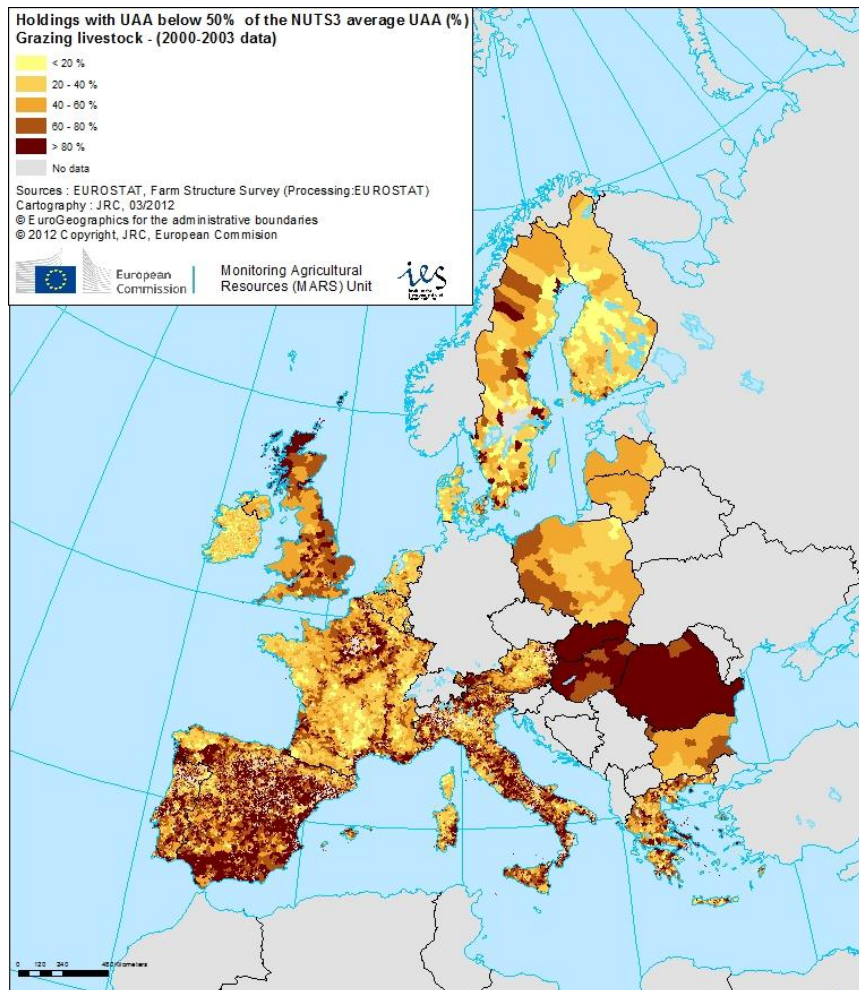 Holdings with UAA below 50% of the NUTS3 average UAA (%)
Grazing livestock - (2000-2003 data)
< 20 %
20 - 40 %
40 - 60 %
60 - 80 %
> 80 %
No data
Sources : EUROSTAT, Farm Structure Survey (Processing:EUROSTAT)
Cartography : JRC, 03/2012
© EuroGeographics for the administrative boundaries
© 2012 Copyright, JRC, European Commision
European
Commission
Monitoring Agricultural
Resources (MARS) Unit
ies
0 120 240 480 Kilometers